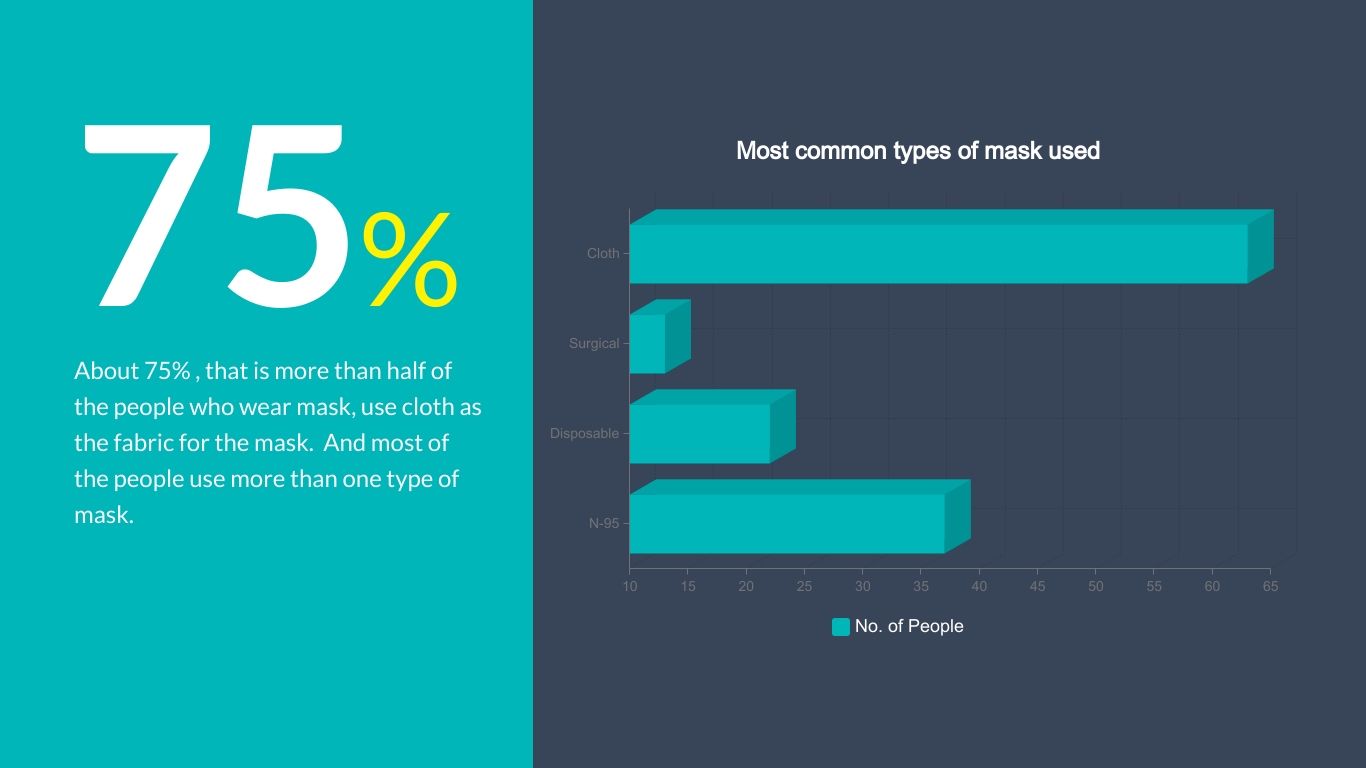 75%
About 75% , that is more than half of
the people who wear mask, use cloth as
the fabric for the mask.  And most of
the people use more than one type of
mask.
Most common types of mask used
Cloth
Surgical
Disposable
N-95
10 15 20 25 30 35 40 45 50 55 60 65
No. of People